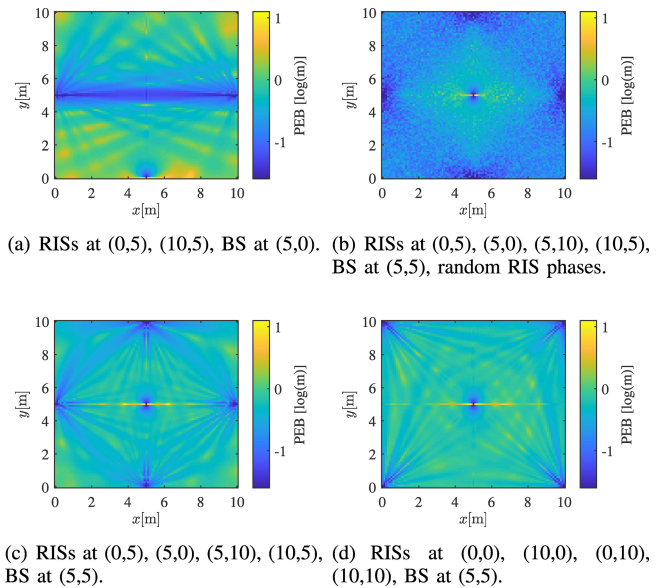 10
8
6
4
2
0
y[m]
0 2 4 6 8 10
x[m]
1
0
-1
PEB [log(m)]
10
8
6
4
2
0
y[m]
0 2 4 6 8 10
x[m]
1
0
-1
PEB [log(m)]
(a) RISs at (0,5), (10,5), BS at (5,0).
(b) RISs at (0,5), (5,0), (5,10), (10,5),
BS at (5,5), random RIS phases.
10
8
6
4
2
0
y[m]
0 2 4 6 8 10
x[m]
1
0
-1
PEB [log(m)]
10
8
6
4
2
0
y[m]
0 2 4 6 8 10
x[m]
1
0
-1
PEB [log(m)]
(c) RISs at (0,5), (5,0), (5,10), (10,5),
BS at (5,5).
(d) RISs at (0,0), (10,0), (0,10),
(10,10), BS at (5,5).